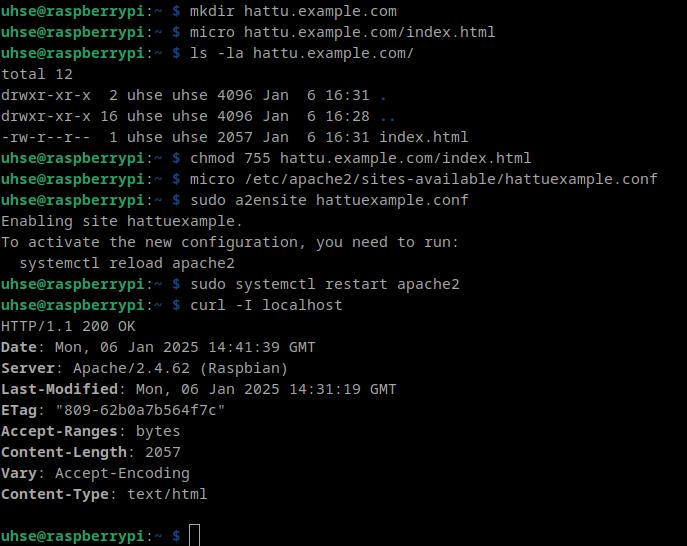 uhse@raspberrypi:~ $ mkdir hattu.example.com
uhse@raspberrypi:~ $ micro hattu.example.com/index.html
uhse@raspberrypi:~ $ ls -la hattu.example.com/
total 12
drwxr-xr-x  2 uhse uhse 4096 Jan  6 16:31 .
drwxr-xr-x 16 uhse uhse 4096 Jan  6 16:28 ..
-rw-r--r--  1 uhse uhse 2057 Jan  6 16:31 index.html
uhse@raspberrypi:~ $ chmod 755 hattu.example.com/index.html
uhse@raspberrypi:~ $ micro /etc/apache2/sites-available/hattuexample.conf
uhse@raspberrypi:~ $ sudo a2ensite hattuexample.conf
Enabling site hattuexample.
To activate the new configuration, you need to run:
  systemctl reload apache2
uhse@raspberrypi:~ $ sudo systemctl restart apache2
uhse@raspberrypi:~ $ curl -I localhost
HTTP/1.1 200 OK
Date: Mon, 06 Jan 2025 14:41:39 GMT
Server: Apache/2.4.62 (Raspbian)
Last-Modified: Mon, 06 Jan 2025 14:31:19 GMT
ETag: "809-62b0a7b564f7c"
Accept-Ranges: bytes
Content-Length: 2057
Vary: Accept-Encoding
Content-Type: text/html

uhse@raspberrypi:~ $